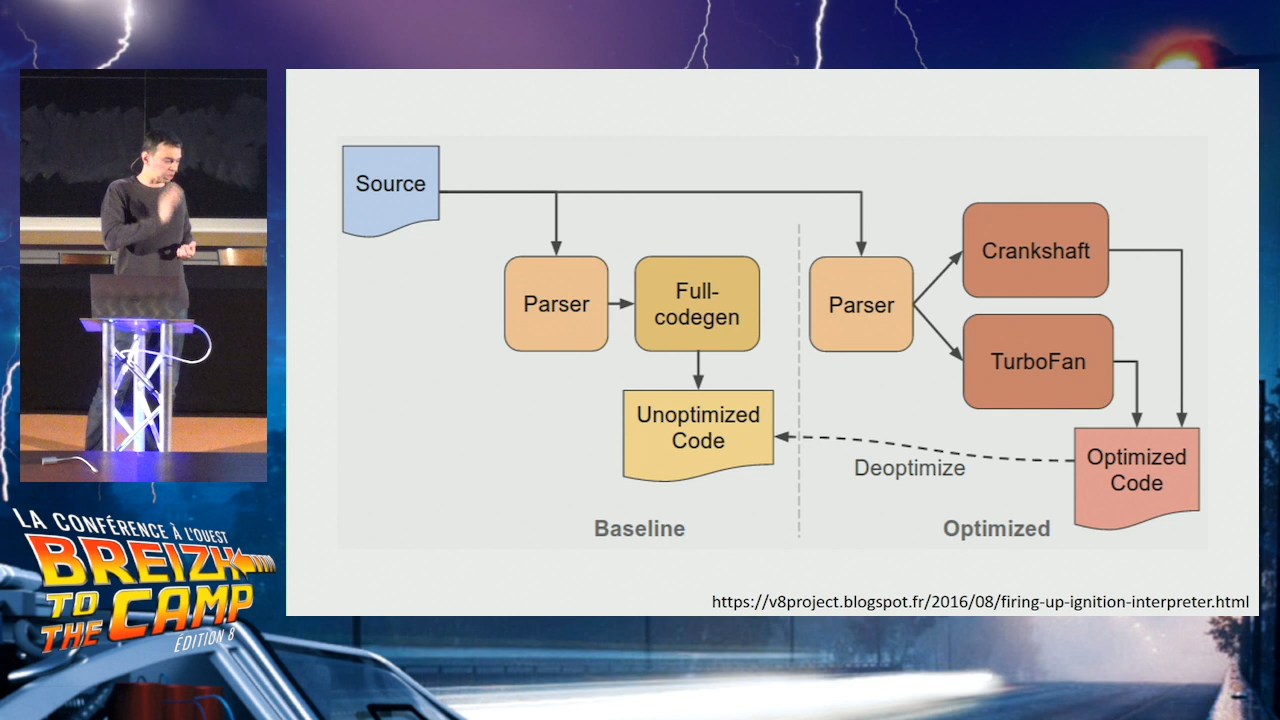 Source
Parser
Full-
codegen
Unoptimized
Code
Baseline
Parser
Crankshaft
TurboFan
Optimized
Code
Deoptimize
Optimized
https://v8project.blogspot.fr/2016/08/firing-up-ignition-interpreter.html
LA CONFÉRENCE À L'OUEST
BREIZH
TO
THE CAMP
ÉDITION 8